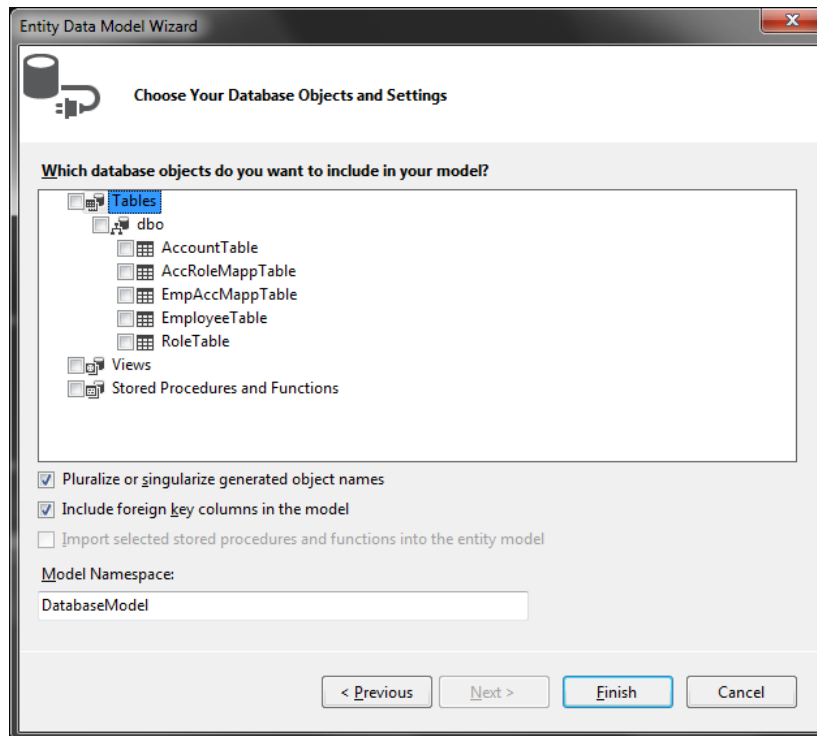 Entity Data Model Wizard
Choose Your Database Objects and Settings
Which database objects do you want to include in your model?
Tables
dbo
AccountTable
AccRoleMappTable
EmpAccMappTable
EmployeeTable
RoleTable
Views
Stored Procedures and Functions
Pluralize or singularize generated object names
Include foreign key columns in the model
Import selected stored procedures and functions into the entity model
Model Namespace:
DatabaseModel
< Previous Next > Finish Cancel